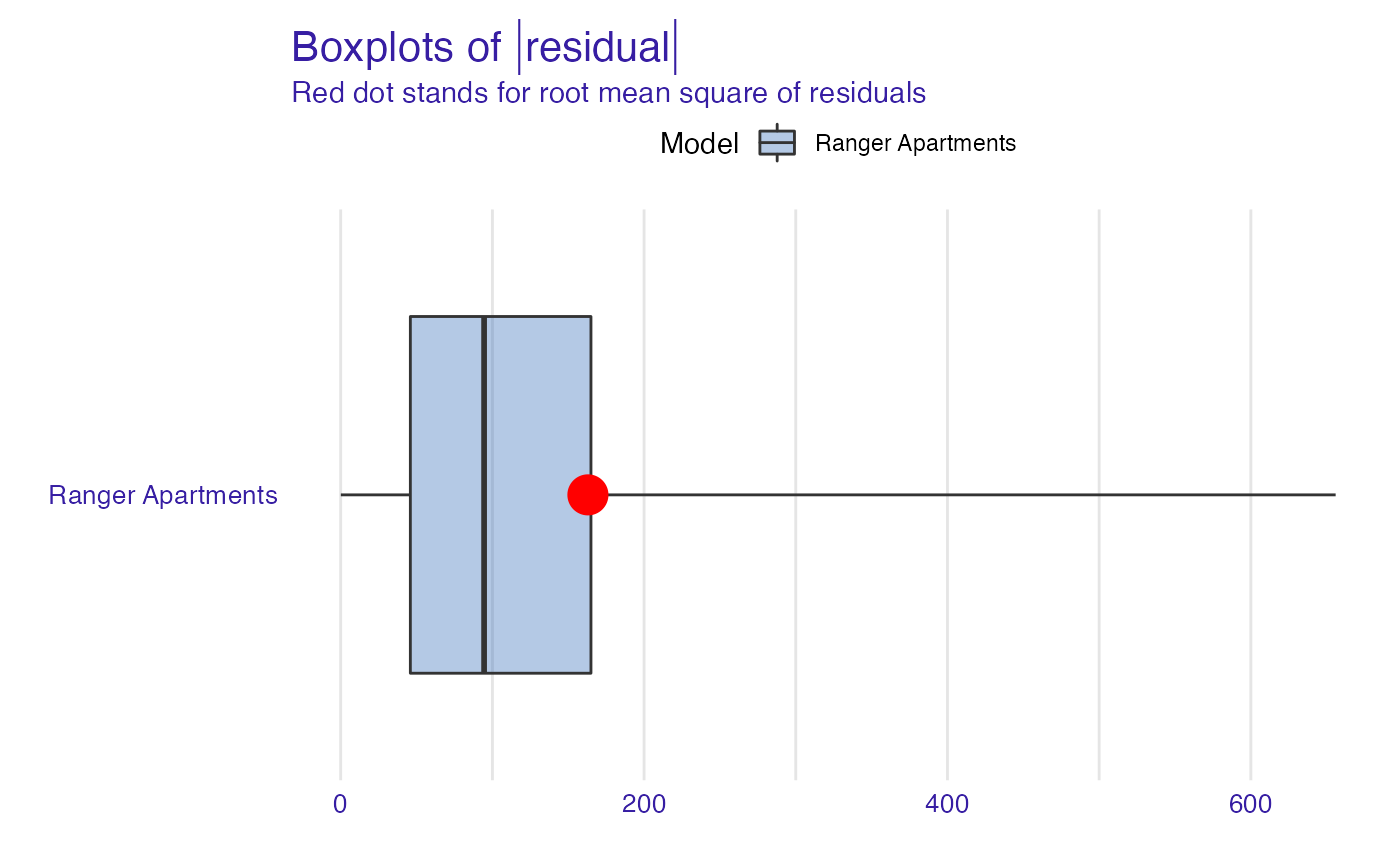 Boxplots of |residual|
Red dot stands for root mean square of residuals
Model Ranger Apartments
Ranger Apartments
0 200 400 600